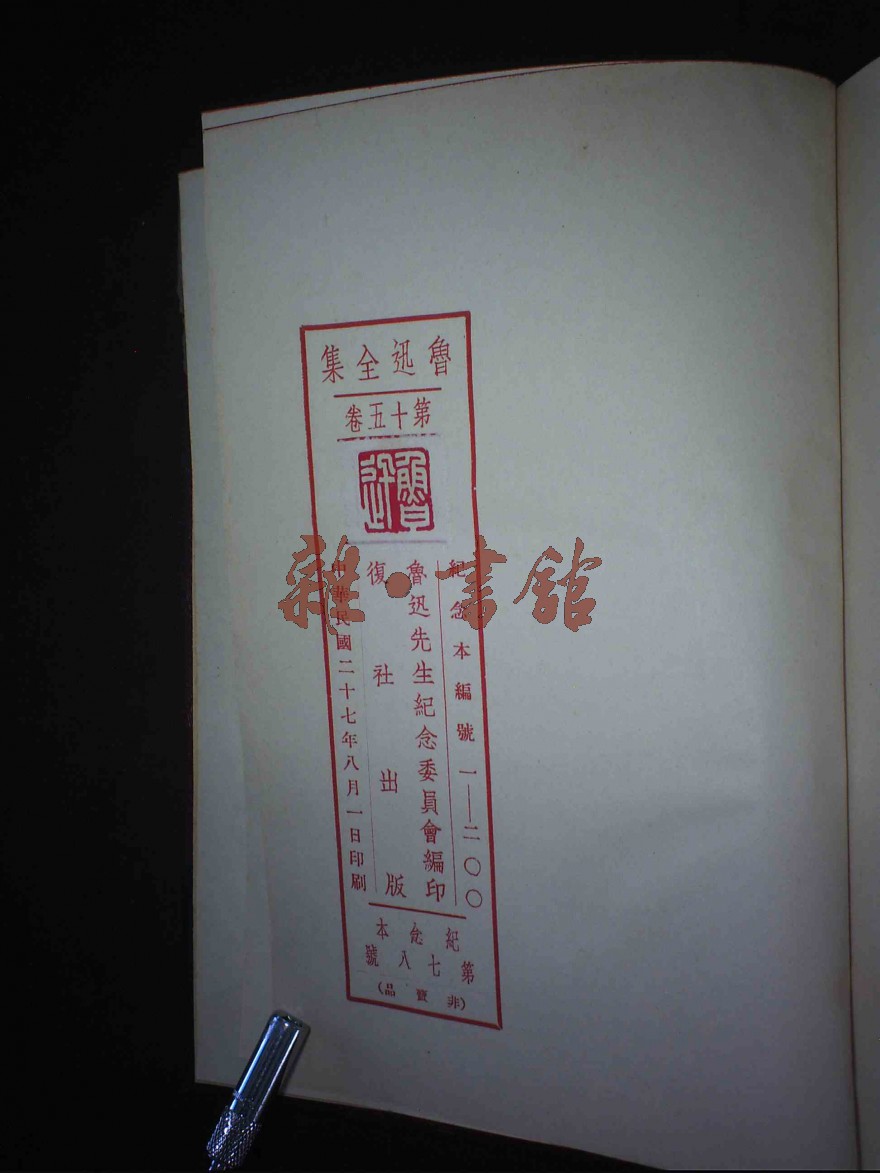 魯迅全集
第十五卷
魯迅
紀念本編號一—二〇〇
魯迅先生紀念委員會編印
復社出版
中華民國二十七年八月一日印刷
紀念本
第七八號
(非賣品)
雜·書館